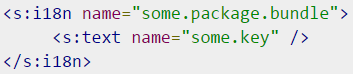 <s:i18n name="some.package.bundle">
<s:text name="some.key" />
</s:i18n>